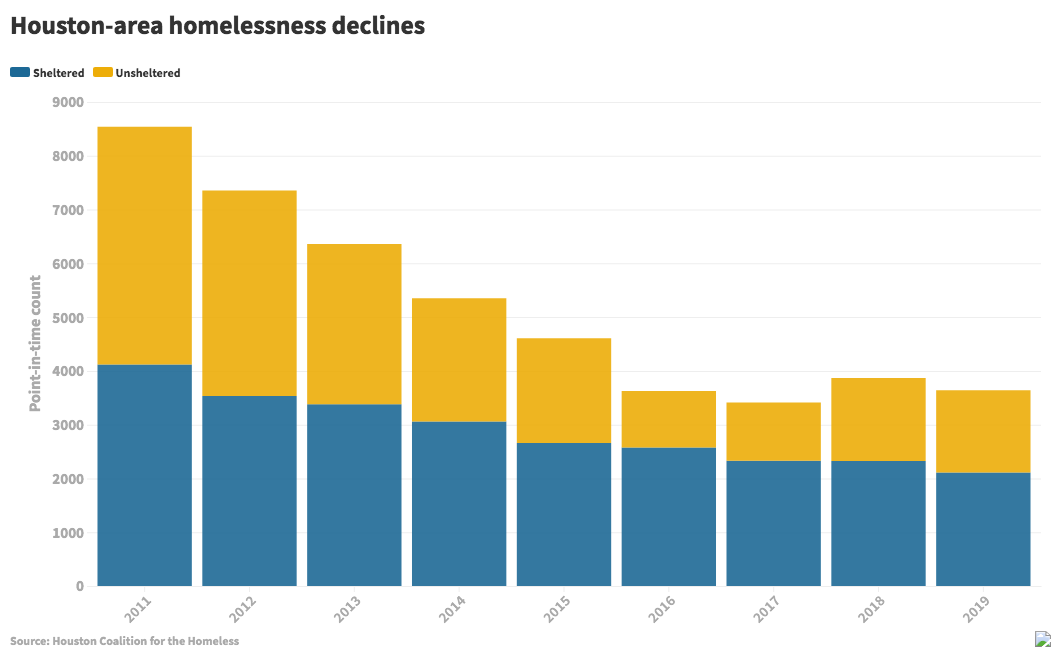 Houston-area homelessness declines
Sheltered Unsheltered
9000
8000
7000
6000
5000
4000
3000
2000
1000
0
Point-in-time count
2011 2012 2013 2014 2015 2016 2017 2018 2019
Source: Houston Coalition for the Homeless